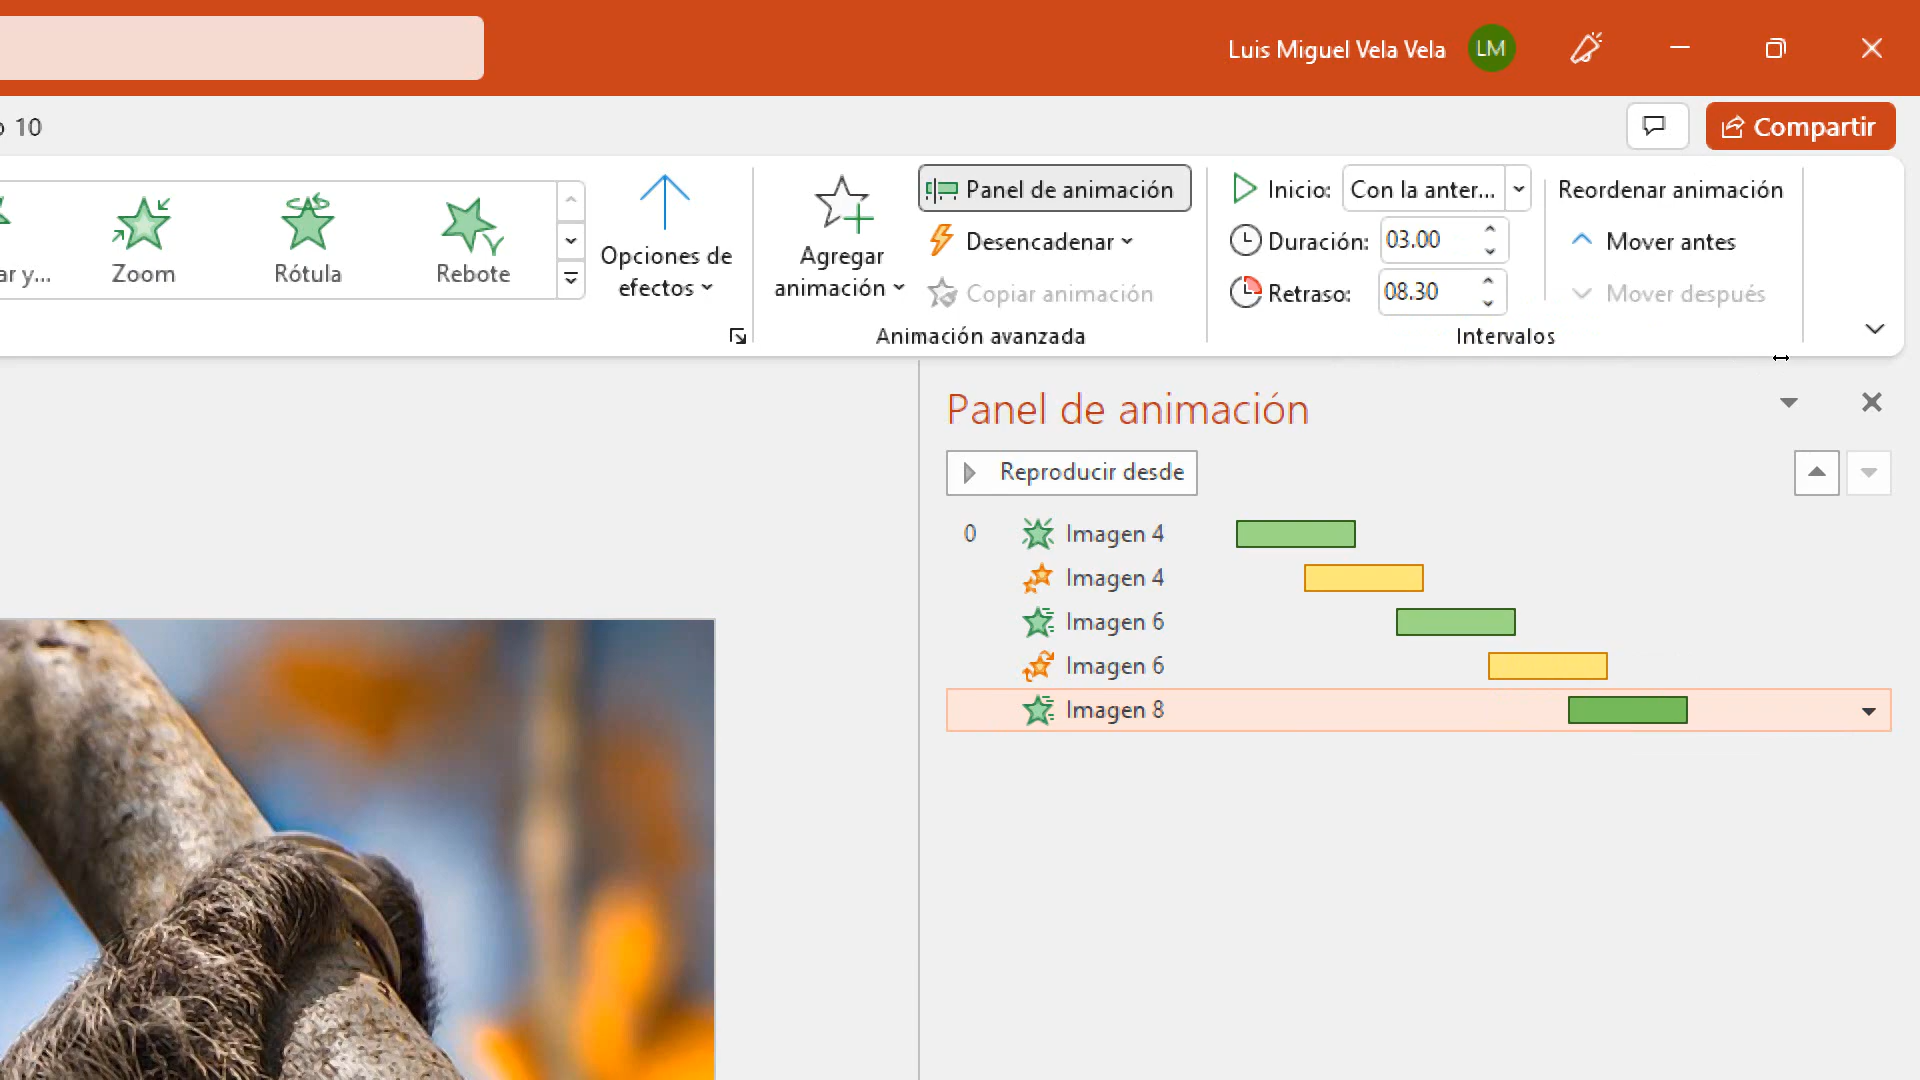 Luis Miguel Vela Vela LM
10
Compartir
ar y...
Zoom
Rótula
Rebote
Opciones de
efectos
Agregar
animación
Panel de animación
Desencadenar
Copiar animación
Animación avanzada
Inicio: Con la anter...
Duración: 03.00
Retraso: 08.30
Reordenar animación
Mover antes
Mover después
Intervalos
Panel de animación
Reproducir desde
0 Imagen 4
Imagen 4
Imagen 6
Imagen 6
Imagen 8